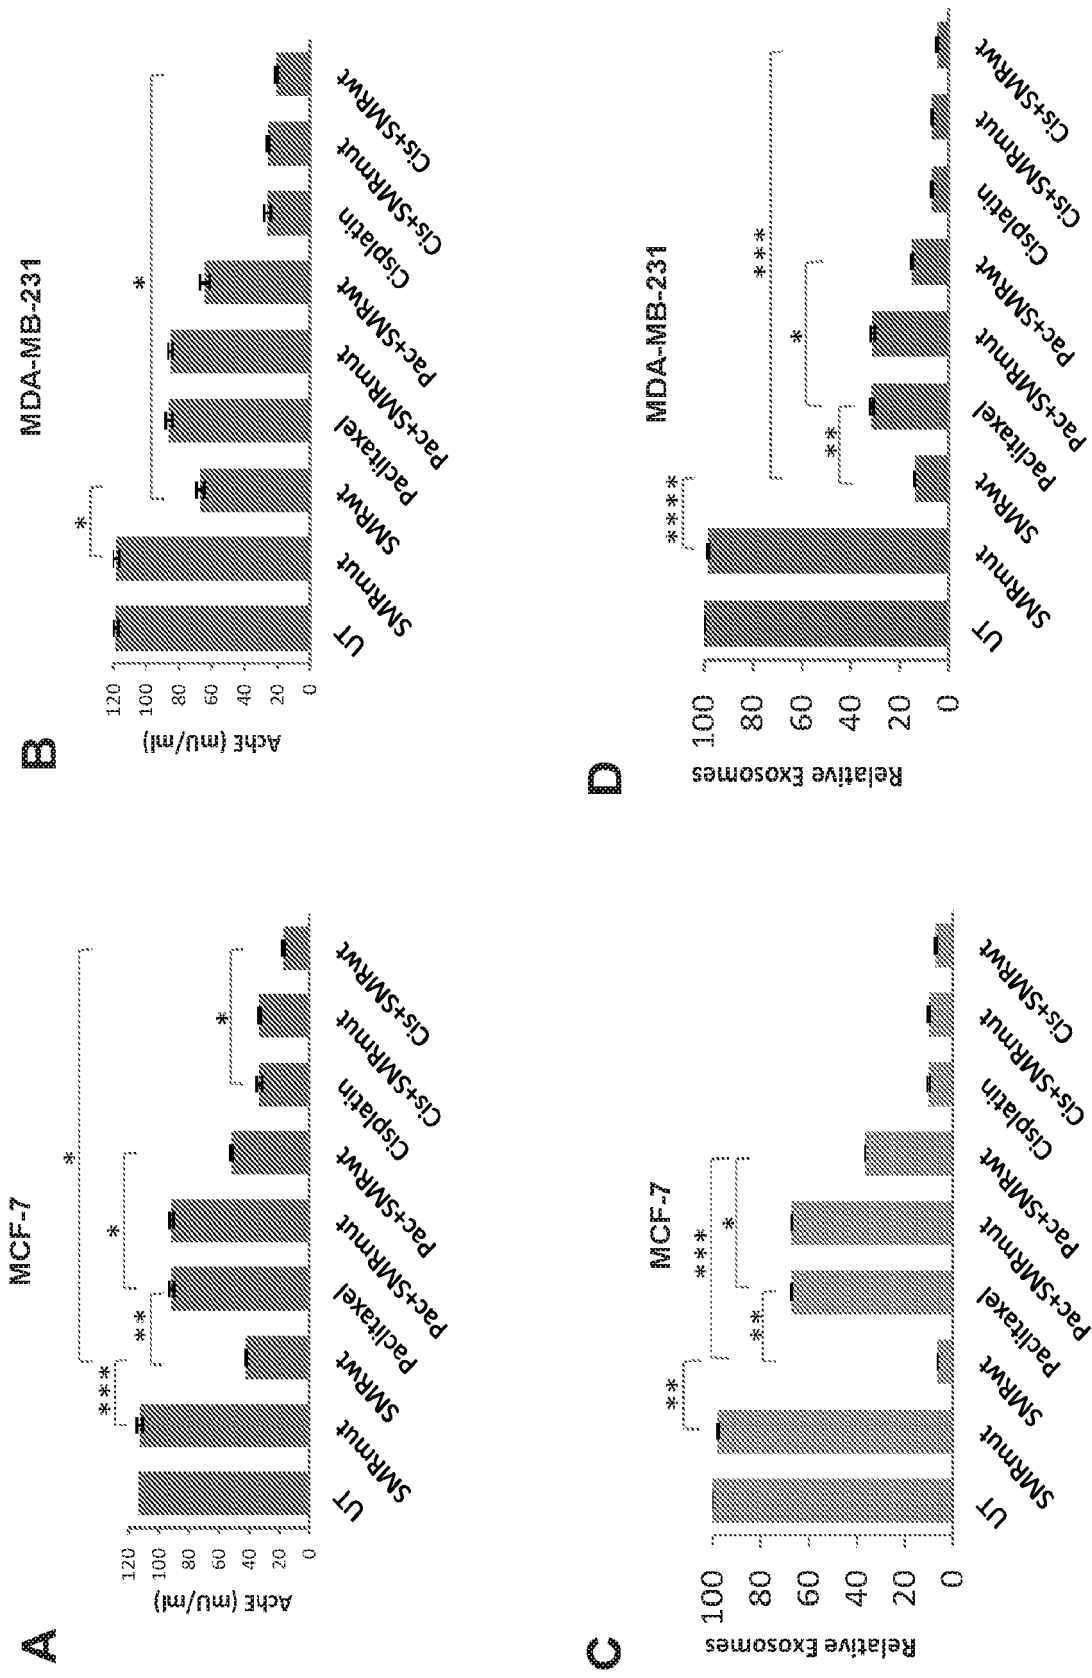 A
MCF-7
AchE (mU/ml)
120
100
80
60
40
20
0
***
**
*
*
*
UT
SMRmut
SMRwt
Paclitaxel
Pac+SMRmut
Pac+SMRwt
Cisplatin
Cis+SMRmut
Cis+SMRwt
B
MDA-MB-231
AchE (mU/ml)
120
100
80
60
40
20
0
*
*
UT
SMRmut
SMRwt
Paclitaxel
Pac+SMRmut
Pac+SMRwt
Cisplatin
Cis+SMRmut
Cis+SMRwt
C
MCF-7
Relative Exosomes
100
80
60
40
20
0
**
**
***
*
UT
SMRmut
SMRwt
Paclitaxel
Pac+SMRmut
Pac+SMRwt
Cisplatin
Cis+SMRmut
Cis+SMRwt
D
MDA-MB-231
Relative Exosomes
100
80
60
40
20
0
****
**
*
***
UT
SMRmut
SMRwt
Paclitaxel
Pac+SMRmut
Pac+SMRwt
Cisplatin
Cis+SMRmut
Cis+SMRwt